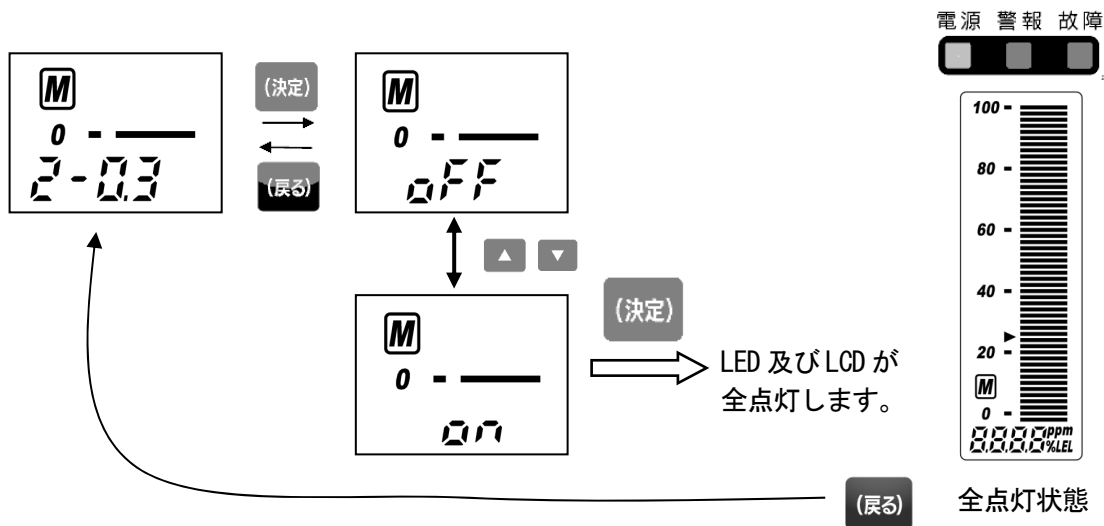 電源 警報 故障
M
0
2-0.3
(決定)
(戻る)
M
0
oFF
▲ ▼
M
0
on
(決定)
LED 及び LCD が
全点灯します。
100
80
60
40
20
M
0
8.8.8.8 ppm
%LEL
(戻る)
全点灯状態